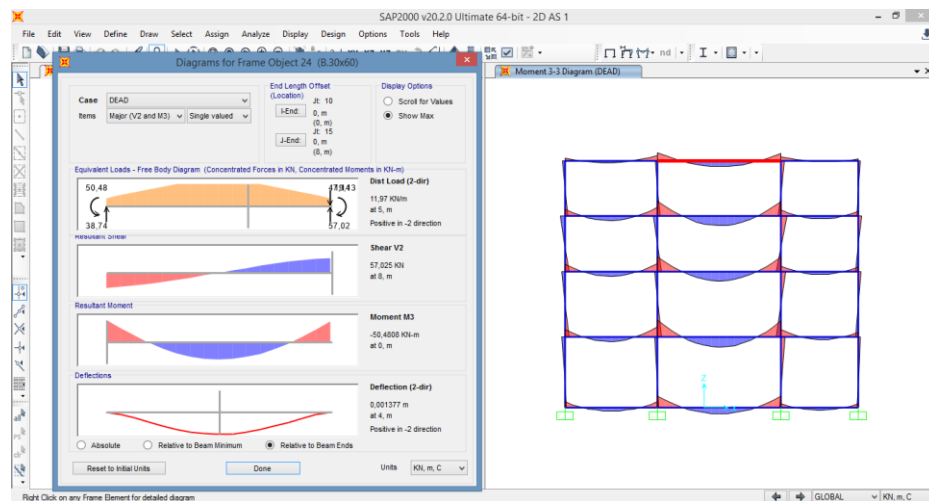 SAP2000 v20.2.0 Ultimate 64-bit - 2D AS 1
File Edit View Define Draw Select Assign Analyze Display Design Options Tools Help
nd
Diagrams for Frame Object 24 (B.30x60)
Moment 3-3 Diagram (DEAD)
Case DEAD
Items Major (V2 and M3) Single valued
End Length Offset
(Location)
I-End: Jt: 10
0, m
(0, m)
J-End: Jt: 15
0, m
(8, m)
Display Options
Scroll for Values
Show Max
Equivalent Loads - Free Body Diagram (Concentrated Forces in KN, Concentrated Moments in KN-m)
50,48
38,74
57,02
Dist Load (2-dir)
11,97 KN/m
at 5, m
Positive in -2 direction
Resultant Shear
Shear V2
57,025 KN
at 8, m
Resultant Moment
Moment M3
-50,4808 KN-m
at 0, m
Deflections
Deflection (2-dir)
0,001377 m
at 4, m
Positive in -2 direction
Absolute Relative to Beam Minimum Relative to Beam Ends
Reset to Initial Units Done Units KN, m, C
Z
Right Click on any Frame Element for detailed diagram
GLOBAL KN, m, C